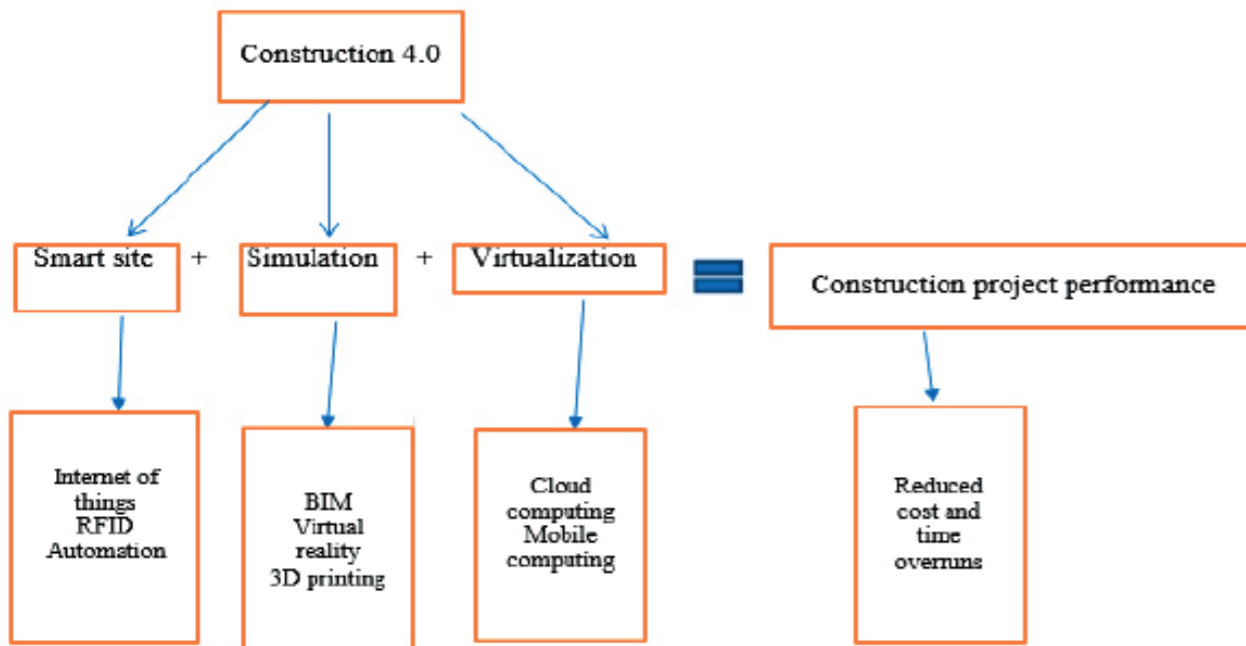 Construction 4.0
Smart site + Simulation + Virtualization = Construction project performance
Internet of
things
RFID
Automation
BIM
Virtual
reality
3D printing
Cloud
computing
Mobile
computing
Reduced
cost and
time
overruns